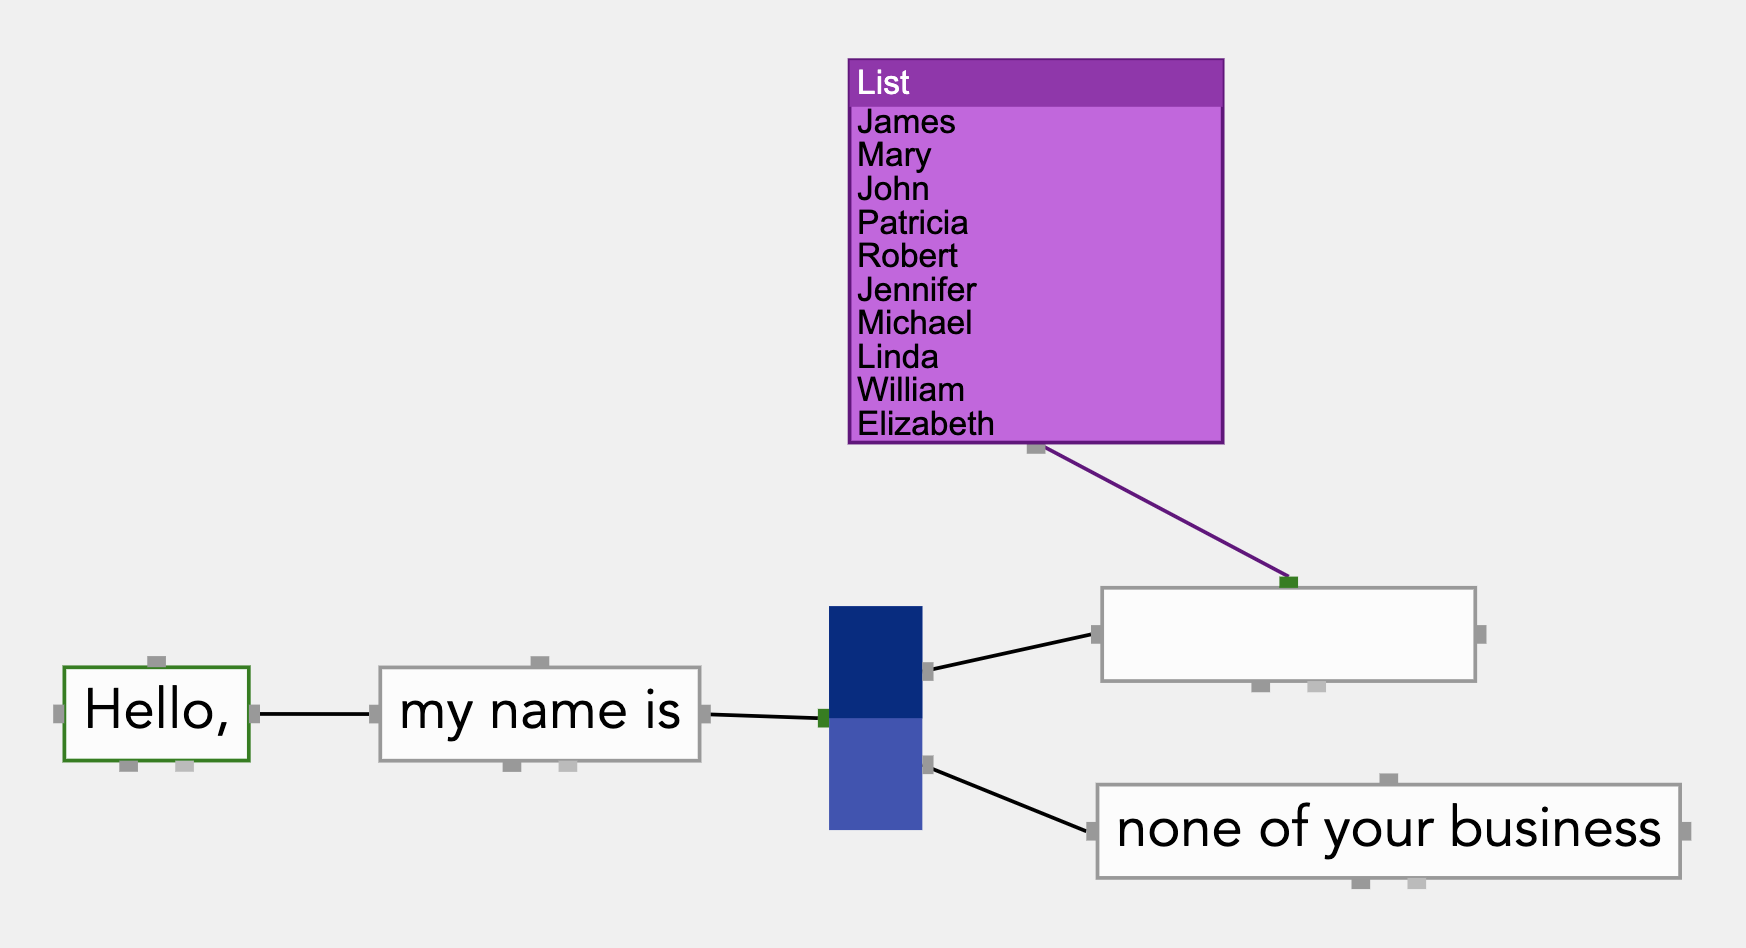 List
James
Mary
John
Patricia
Robert
Jennifer
Michael
Linda
William
Elizabeth
Hello,
my name is
none of your business